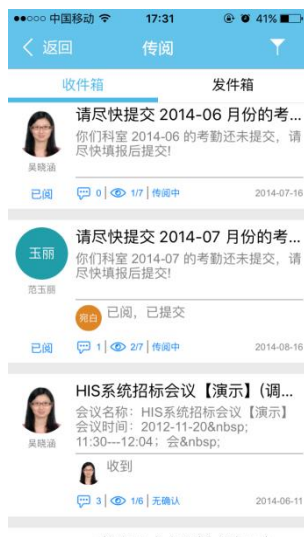 中国移动 17:31 41%
返回 传阅
收件箱 发件箱
请尽快提交 2014-06 月份的考...
你们科室 2014-06 的考勤还未提交，请
尽快填报后提交!
吴晓涵
已阅 0 | 1/7 | 传阅中 2014-07-16
玉丽
请尽快提交 2014-07 月份的考...
你们科室 2014-07 的考勤还未提交，请
尽快填报后提交!
范玉丽
宛白 已阅，已提交
已阅 1 | 2/7 | 传阅中 2014-08-16
HIS系统招标会议【演示】(调...
会议名称：HIS系统招标会议【演示】
会议时间：2012-11-20&nbsp;
11:30---12:04；会&nbsp;
吴晓涵
收到
3 | 1/6 | 无确认 2014-06-11